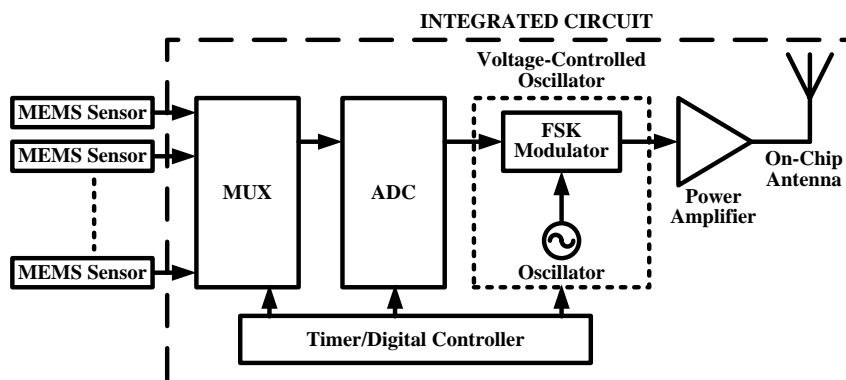 INTEGRATED CIRCUIT
Voltage-Controlled
Oscillator
MEMS Sensor
MEMS Sensor
MEMS Sensor
MUX
ADC
FSK
Modulator
Oscillator
Power
Amplifier
On-Chip
Antenna
Timer/Digital Controller